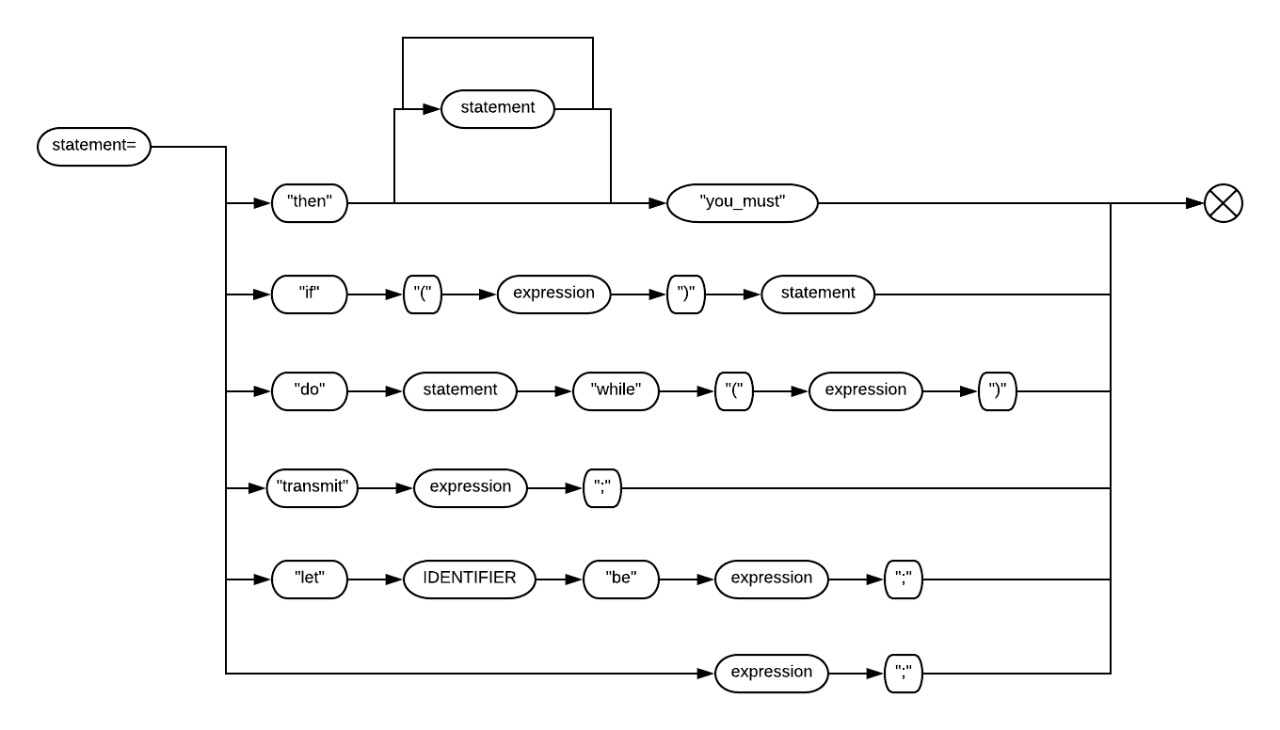 statement
statement=
"then" "you_must"
"if" "(" expression ")" statement
"do" statement "while" "(" expression ")"
"transmit" expression ";"
"let" IDENTIFIER "be" expression ";"
expression ";"